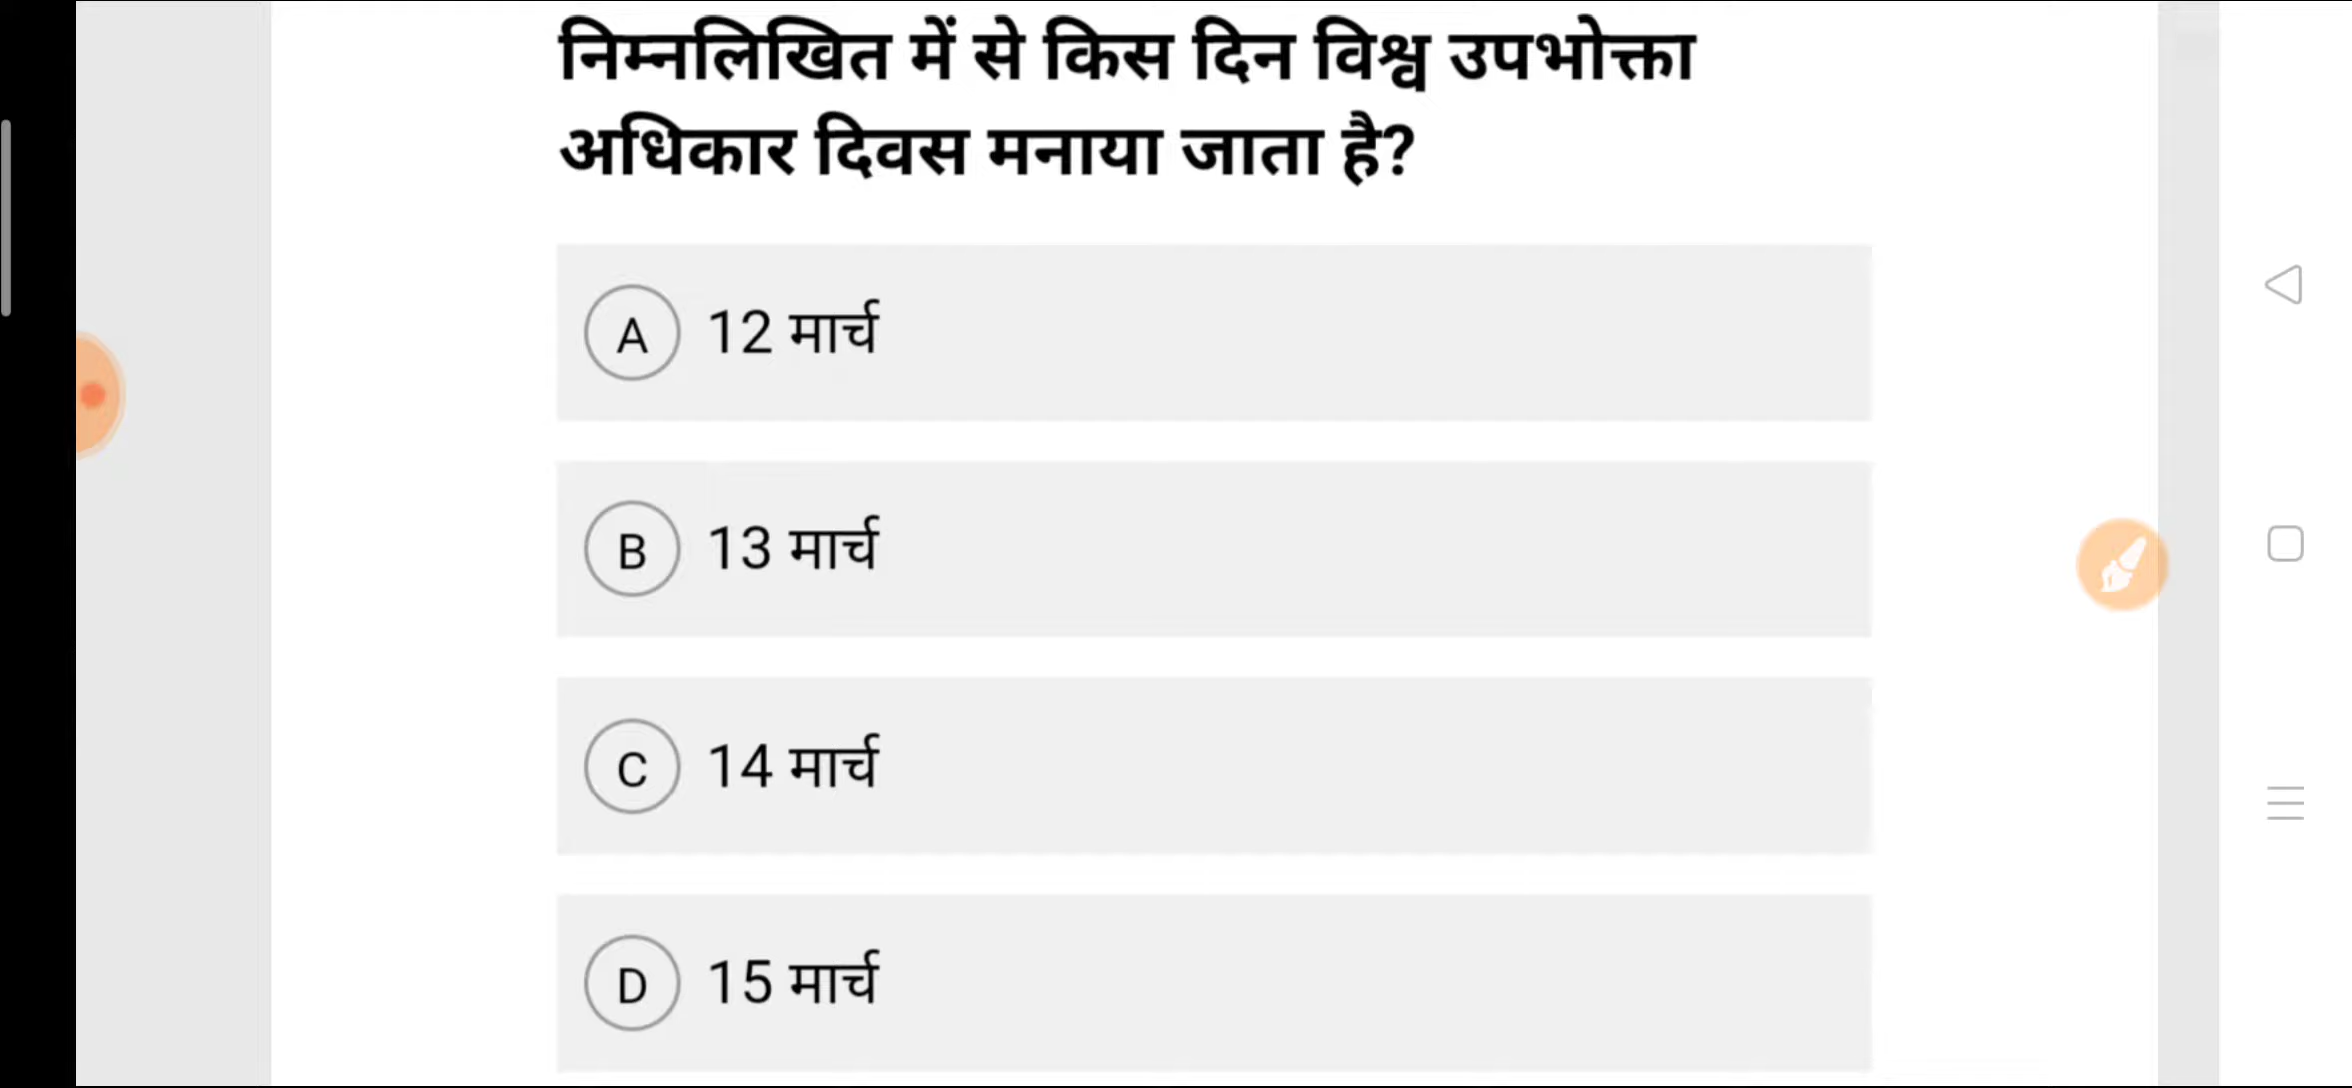 निम्नलिखित में से किस दिन विश्व उपभोक्ता
अधिकार दिवस मनाया जाता है?
A 12 मार्च
B 13 मार्च
C 14 मार्च
D 15 मार्च